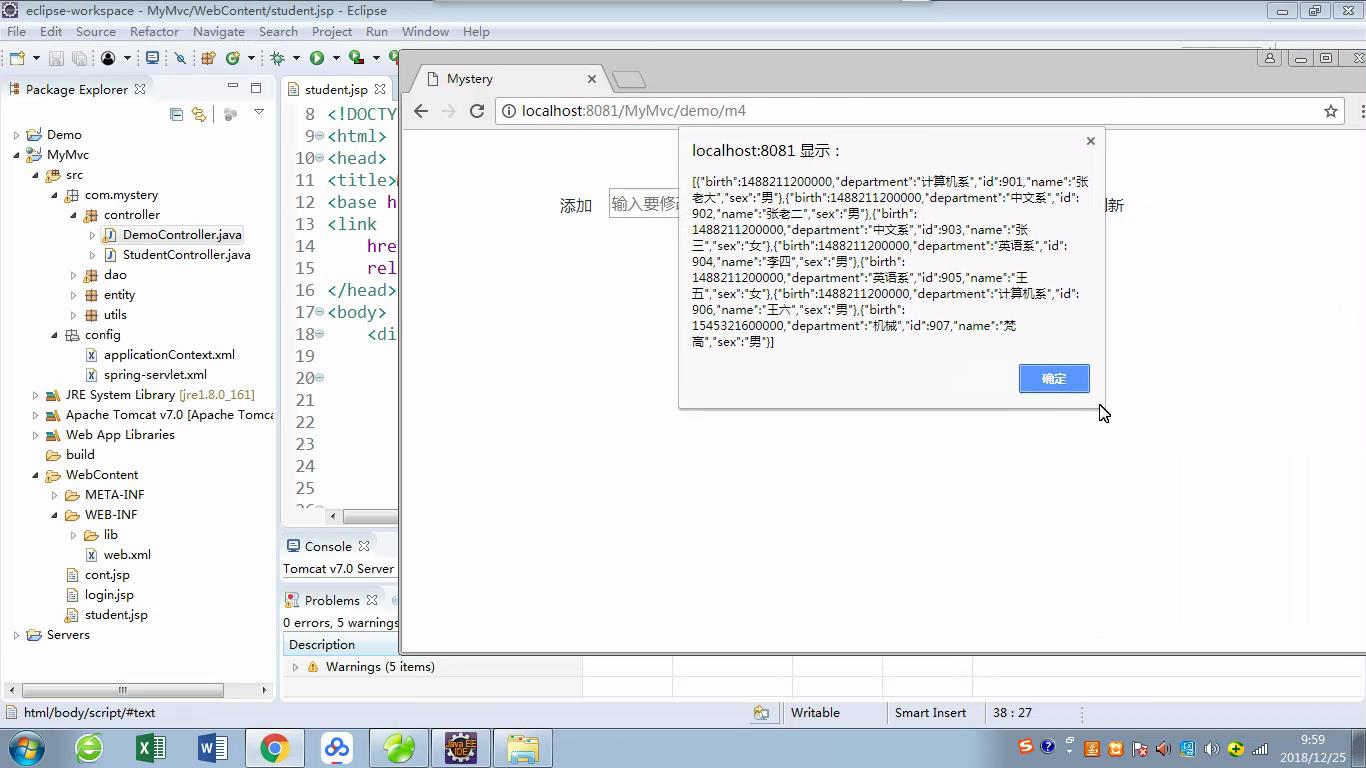 eclipse-workspace - MyMvc/WebContent/student.jsp - Eclipse
File Edit Source Refactor Navigate Search Project Run Window Help
Package Explorer
Demo
MyMvc
src
com.mystery
controller
DemoController.java
StudentController.java
dao
entity
utils
config
applicationContext.xml
spring-servlet.xml
JRE System Library [jre1.8.0_161]
Apache Tomcat v7.0 [Apache Tomca
Web App Libraries
build
WebContent
META-INF
WEB-INF
lib
web.xml
cont.jsp
login.jsp
student.jsp
Servers
student.jsp
8 <!DOCTY
9 <html>
10 <head>
11 <title>
12 <base h
13 <link
14 hre
15 rel
16 </head>
17 <body>
18 <di
19
20
21
22
23
24
25
Console
Tomcat v7.0 Server
Problems
0 errors, 5 warnings
Description
Warnings (5 items)
Mystery
localhost:8081/MyMvc/demo/m4
添加 输入要修改 新
localhost:8081 显示：
[{"birth":1488211200000,"department":"计算机系","id":901,"name":"张
老大","sex":"男"},{"birth":1488211200000,"department":"中文系","id":
902,"name":"张老二","sex":"男"},{"birth":
1488211200000,"department":"中文系","id":903,"name":"张
三","sex":"女"},{"birth":1488211200000,"department":"英语系","id":
904,"name":"李四","sex":"男"},{"birth":
1488211200000,"department":"英语系","id":905,"name":"王
五","sex":"女"},{"birth":1488211200000,"department":"计算机系","id":
906,"name":"王六","sex":"男"},{"birth":
1545321600000,"department":"机械","id":907,"name":"梵
高","sex":"男"}]
确定
html/body/script/#text
Writable
Smart Insert
38 : 27
Java EE
IDE
9:59
2018/12/25